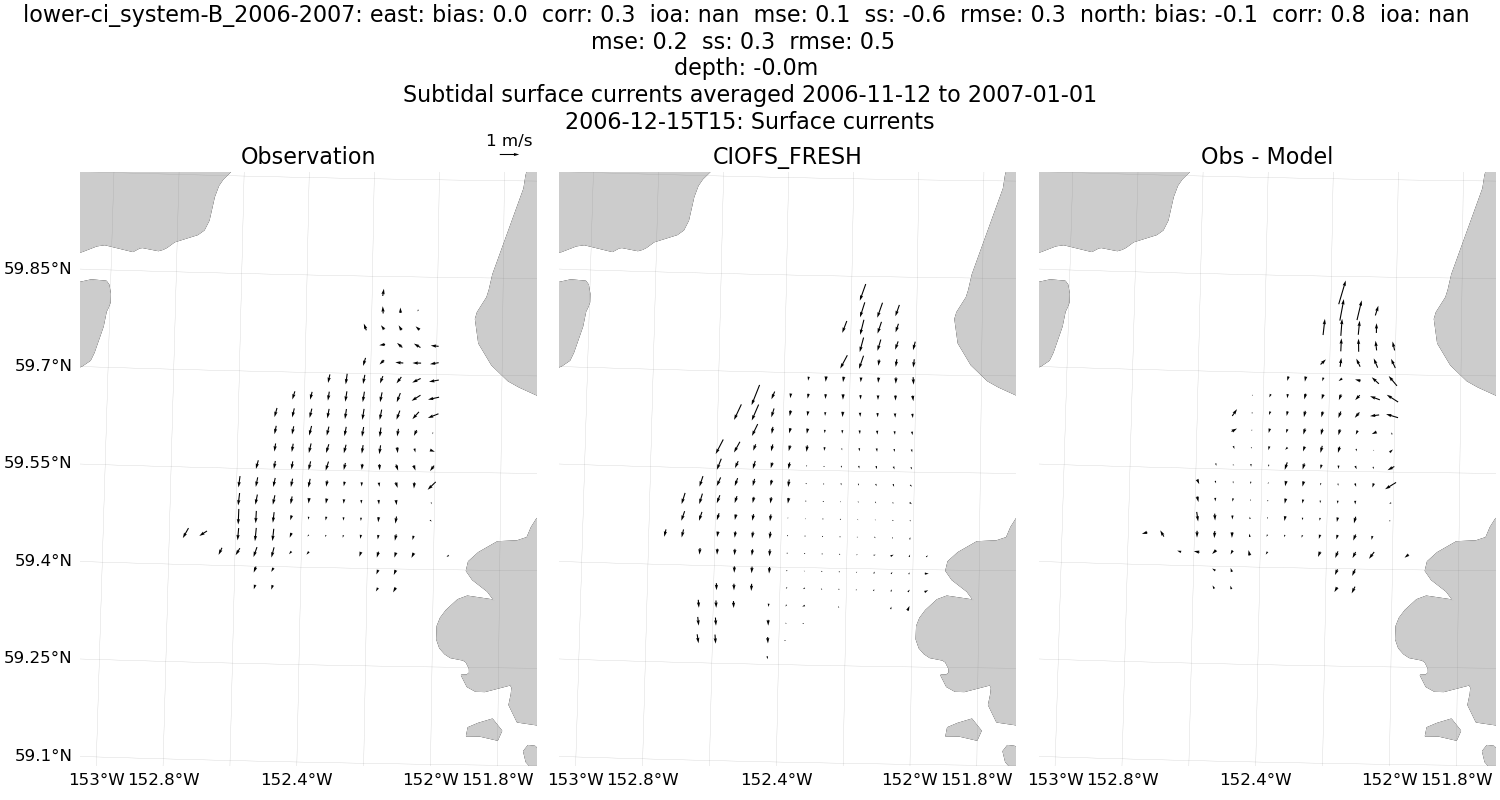 lower-ci_system-B_2006-2007: east: bias: 0.0 corr: 0.3 ioa: nan mse: 0.1 ss: -0.6 rmse: 0.3 north: bias: -0.1 corr: 0.8 ioa: nan
mse: 0.2 ss: 0.3 rmse: 0.5
depth: -0.0m
Subtidal surface currents averaged 2006-11-12 to 2007-01-01
2006-12-15T15: Surface currents
1 m/s
Observation CIOFS_FRESH Obs - Model
59.85°N
59.7°N
59.55°N
59.4°N
59.25°N
59.1°N
153°W 152.8°W 152.4°W 152°W 151.8°W 153°W 152.8°W 152.4°W 152°W 151.8°W 153°W 152.8°W 152.4°W 152°W 151.8°W